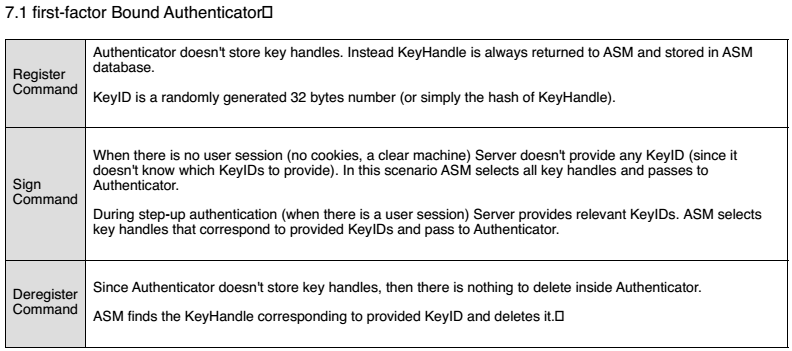 7.1 first-factor Bound Authenticator□
Register
Command
Authenticator doesn't store key handles. Instead KeyHandle is always returned to ASM and stored in ASM
database.
KeyID is a randomly generated 32 bytes number (or simply the hash of KeyHandle).
Sign
Command
When there is no user session (no cookies, a clear machine) Server doesn't provide any KeyID (since it
doesn't know which KeyIDs to provide). In this scenario ASM selects all key handles and passes to
Authenticator.
During step-up authentication (when there is a user session) Server provides relevant KeyIDs. ASM selects
key handles that correspond to provided KeyIDs and pass to Authenticator.
Deregister
Command
Since Authenticator doesn't store key handles, then there is nothing to delete inside Authenticator.
ASM finds the KeyHandle corresponding to provided KeyID and deletes it.□